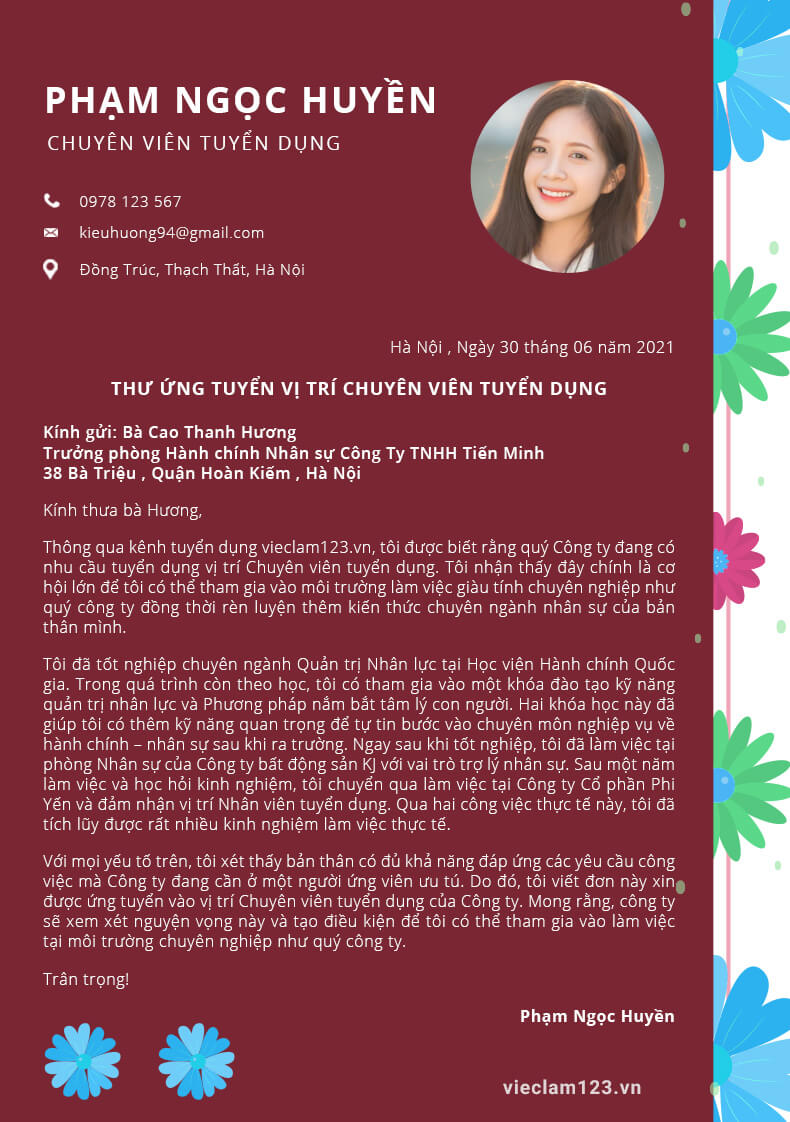 PHẠM NGỌC HUYỀN
CHUYÊN VIÊN TUYỂN DỤNG
0978 123 567
kieuhuong94@gmail.com
Đồng Trúc, Thạch Thất, Hà Nội
Hà Nội , Ngày 30 tháng 06 năm 2021
THƯ ỨNG TUYỂN VỊ TRÍ CHUYÊN VIÊN TUYỂN DỤNG
Kính gửi: Bà Cao Thanh Hương
Trưởng phòng Hành chính Nhân sự Công Ty TNHH Tiến Minh
38 Bà Triệu , Quận Hoàn Kiếm , Hà Nội
Kính thưa bà Hương,
Thông qua kênh tuyển dụng vieclam123.vn, tôi được biết rằng quý Công ty đang có
nhu cầu tuyển dụng vị trí Chuyên viên tuyển dụng. Tôi nhận thấy đây chính là cơ
hội lớn để tôi có thể tham gia vào môi trường làm việc giàu tính chuyên nghiệp như
quý công ty đồng thời rèn luyện thêm kiến thức chuyên ngành nhân sự của bản
thân mình.
Tôi đã tốt nghiệp chuyên ngành Quản trị Nhân lực tại Học viện Hành chính Quốc
gia. Trong quá trình còn theo học, tôi có tham gia vào một khóa đào tạo kỹ năng
quản trị nhân lực và Phương pháp nắm bắt tâm lý con người. Hai khóa học này đã
giúp tôi có thêm kỹ năng quan trọng để tự tin bước vào chuyên môn nghiệp vụ về
hành chính – nhân sự sau khi ra trường. Ngay sau khi tốt nghiệp, tôi đã làm việc tại
phòng Nhân sự của Công ty bất động sản KJ với vai trò trợ lý nhân sự. Sau một năm
làm việc và học hỏi kinh nghiệm, tôi chuyển qua làm việc tại Công ty Cổ phần Phi
Yến và đảm nhận vị trí Nhân viên tuyển dụng. Qua hai công việc thực tế này, tôi đã
tích lũy được rất nhiều kinh nghiệm làm việc thực tế.
Với mọi yếu tố trên, tôi xét thấy bản thân có đủ khả năng đáp ứng các yêu cầu công
việc mà Công ty đang cần ở một người ứng viên ưu tú. Do đó, tôi viết đơn này xin
được ứng tuyển vào vị trí Chuyên viên tuyển dụng của Công ty. Mong rằng, công ty
sẽ xem xét nguyện vọng này và tạo điều kiện để tôi có thể tham gia vào làm việc
tại môi trường chuyên nghiệp như quý công ty.
Trân trọng!
Phạm Ngọc Huyền
vieclam123.vn